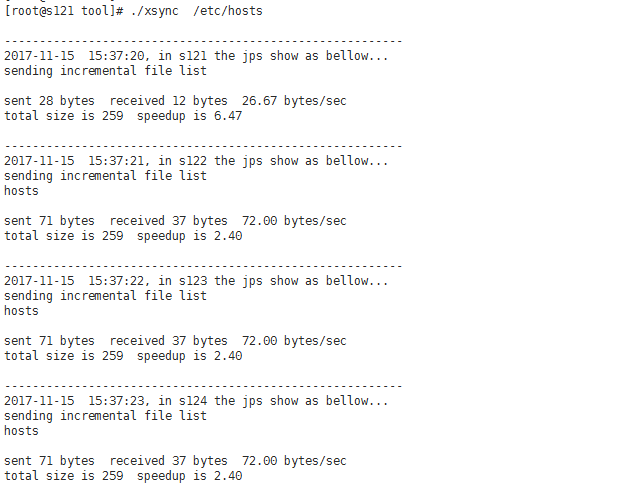 [root@s121 tool]# ./xsync  /etc/hosts
---------------------------------------------------------
2017-11-15  15:37:20, in s121 the jps show as bellow...
sending incremental file list
sent 28 bytes  received 12 bytes  26.67 bytes/sec
total size is 259  speedup is 6.47
---------------------------------------------------------
2017-11-15  15:37:21, in s122 the jps show as bellow...
sending incremental file list
hosts
sent 71 bytes  received 37 bytes  72.00 bytes/sec
total size is 259  speedup is 2.40
---------------------------------------------------------
2017-11-15  15:37:22, in s123 the jps show as bellow...
sending incremental file list
hosts
sent 71 bytes  received 37 bytes  72.00 bytes/sec
total size is 259  speedup is 2.40
---------------------------------------------------------
2017-11-15  15:37:23, in s124 the jps show as bellow...
sending incremental file list
hosts
sent 71 bytes  received 37 bytes  72.00 bytes/sec
total size is 259  speedup is 2.40